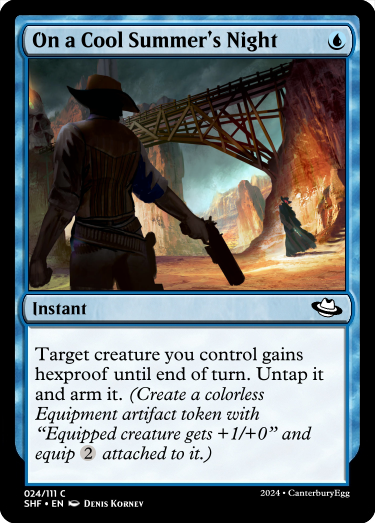 On a Cool Summer's Night
Instant
Target creature you control gains
hexproof until end of turn. Untap it
and arm it. (Create a colorless
Equipment artifact token with
“Equipped creature gets +1/+0” and
equip 2 attached to it.)
024/111 C
SHF • EN Denis Kornev
2024 • CanterburyEgg